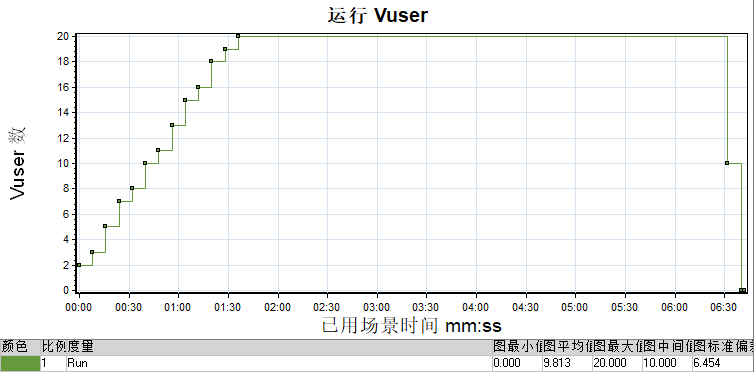 运行 Vuser
Vuser 数
20
18
16
14
12
10
8
6
4
2
0
00:00 00:30 01:00 01:30 02:00 02:30 03:00 03:30 04:00 04:30 05:00 05:30 06:00 06:30
已用场景时间 mm:ss
颜色 比例 度量 图最小值 图平均值 图最大值 图中间值 图标准偏差
1 Run 0.000 9.813 20.000 10.000 6.454